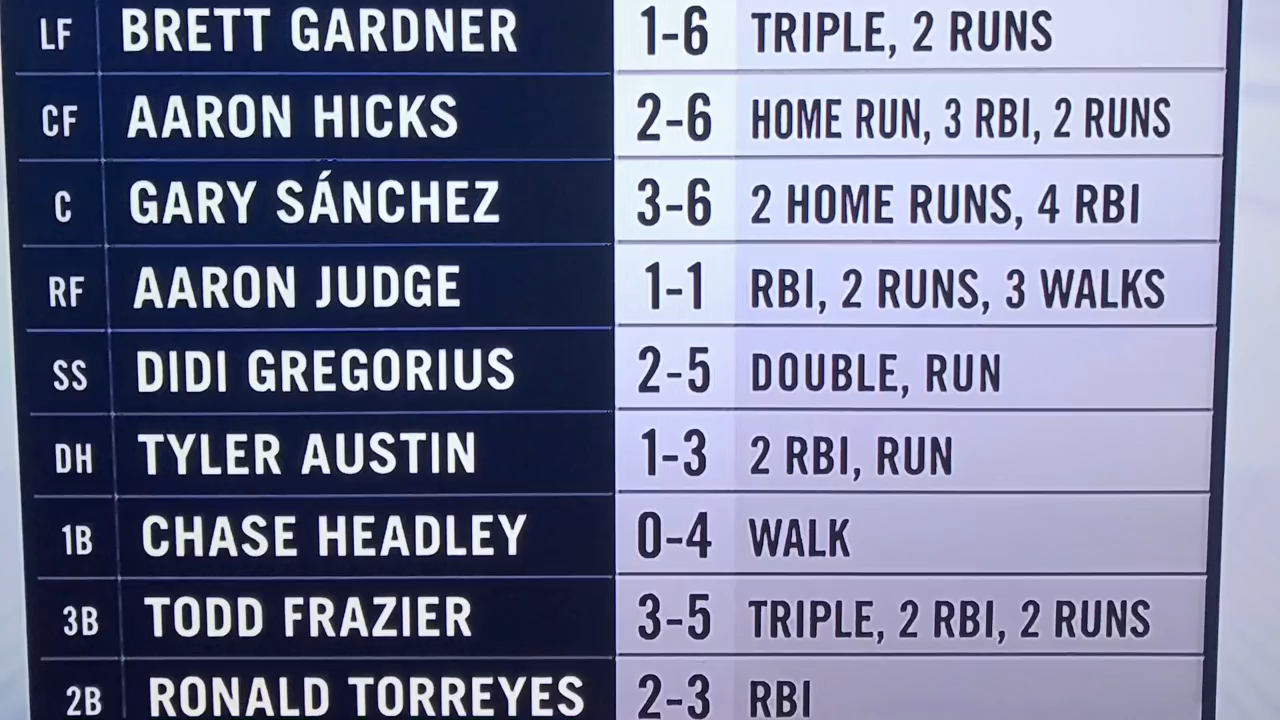 LF BRETT GARDNER 1-6 TRIPLE, 2 RUNS
CF AARON HICKS 2-6 HOME RUN, 3 RBI, 2 RUNS
C GARY SÁNCHEZ 3-6 2 HOME RUNS, 4 RBI
RF AARON JUDGE 1-1 RBI, 2 RUNS, 3 WALKS
SS DIDI GREGORIUS 2-5 DOUBLE, RUN
DH TYLER AUSTIN 1-3 2 RBI, RUN
1B CHASE HEADLEY 0-4 WALK
3B TODD FRAZIER 3-5 TRIPLE, 2 RBI, 2 RUNS
2B RONALD TORREYES 2-3 RBI